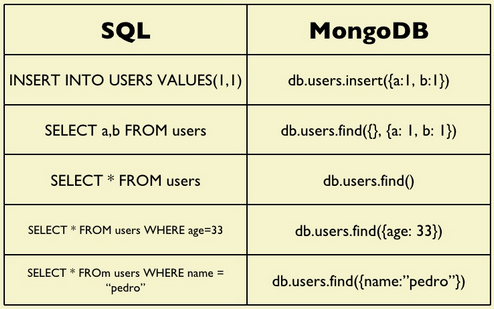 SQL MongoDB
INSERT INTO USERS VALUES(1,1) db.users.insert({a:1, b:1})
SELECT a,b FROM users db.users.find({}, {a: 1, b: 1})
SELECT * FROM users db.users.find()
SELECT * FROM users WHERE age=33 db.users.find({age: 33})
SELECT * FROm users WHERE name =
“pedro” db.users.find({name:”pedro”})